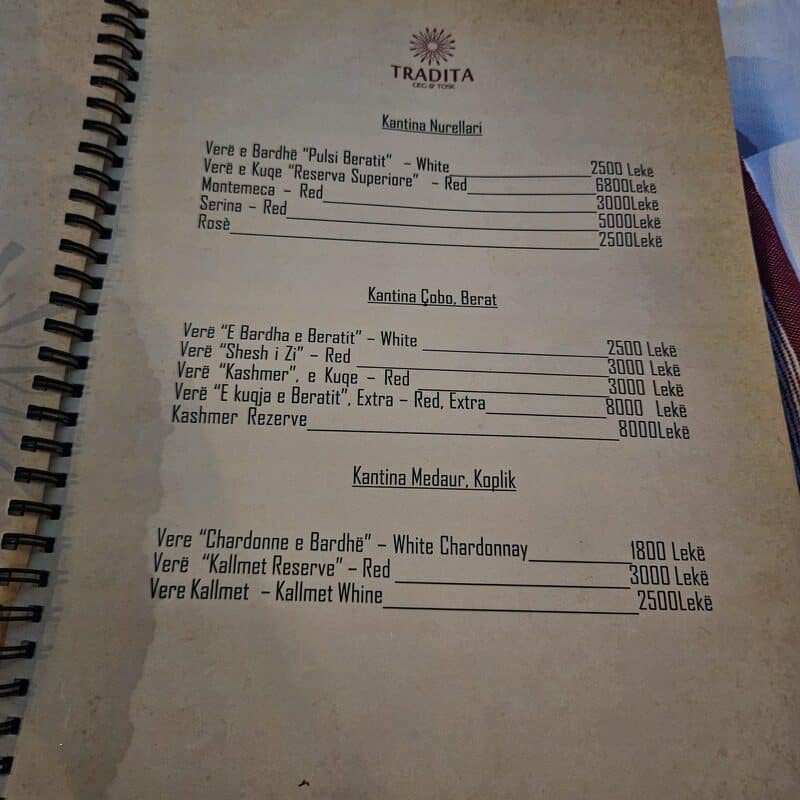 TRADITA
GEG & TOSK
Kantina Nurellari
Verë e Bardhë “Pulsi Beratit” – White 2500 Lekë
Verë e Kuqe “Reserva Superiore” – Red 6800Lekë
Montemeca – Red 3000Lekë
Serina – Red 5000Lekë
Rosè 2500Lekë
Kantina Çobo, Berat
Verë “E Bardha e Beratit” – White 2500 Lekë
Verë “Shesh i Zi” – Red 3000 Lekë
Verë “Kashmer”, e Kuqe – Red 3000 Lekë
Verë “E kuqja e Beratit”, Extra – Red, Extra 8000 Lekë
Kashmer Rezerve 8000Lekë
Kantina Medaur, Koplik
Vere “Chardonne e Bardhë” – White Chardonnay 1800 Lekë
Verë “Kallmet Reserve” – Red 3000 Lekë
Vere Kallmet – Kallmet Whine 2500Lekë